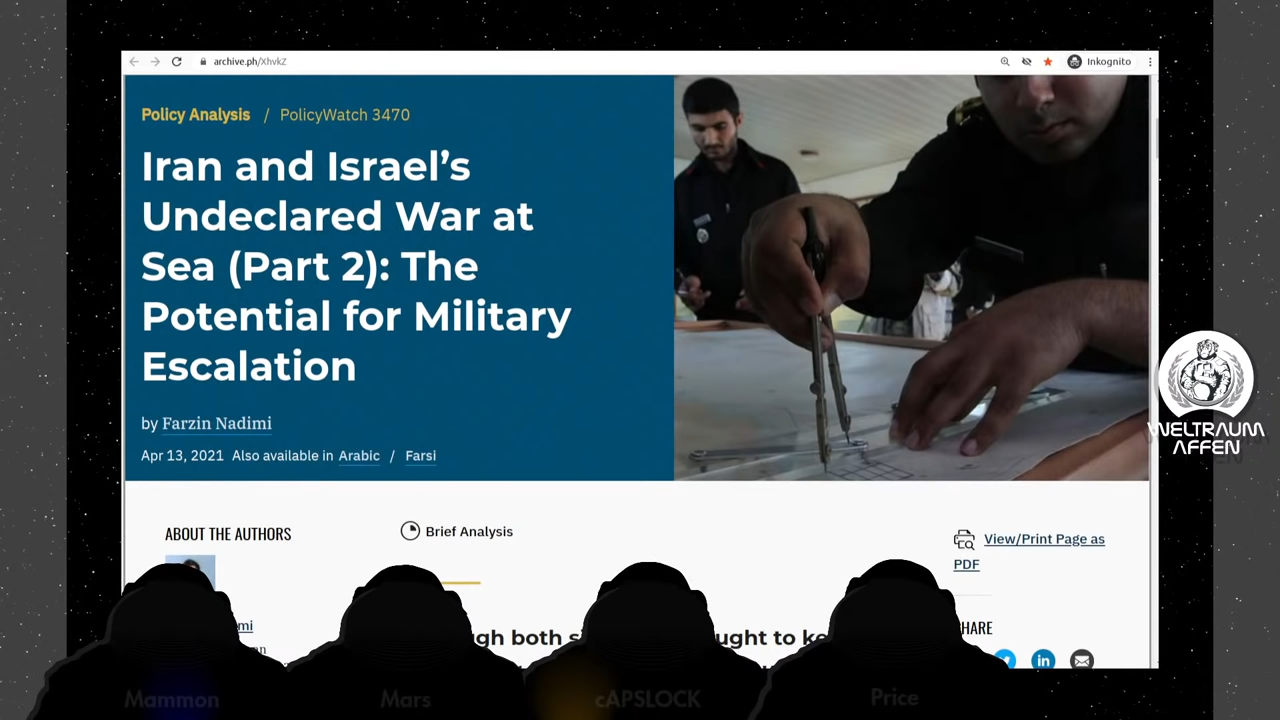 archive.ph/XhvkZ
Inkognito
Policy Analysis / PolicyWatch 3470
Iran and Israel’s
Undeclared War at
Sea (Part 2): The
Potential for Military
Escalation
by Farzin Nadimi
Apr 13, 2021 Also available in Arabic / Farsi
WELTRAUM
AFFEN
ABOUT THE AUTHORS
Brief Analysis
View/Print Page as
PDF
Mammon
Mars
cAPSLOCK
Price